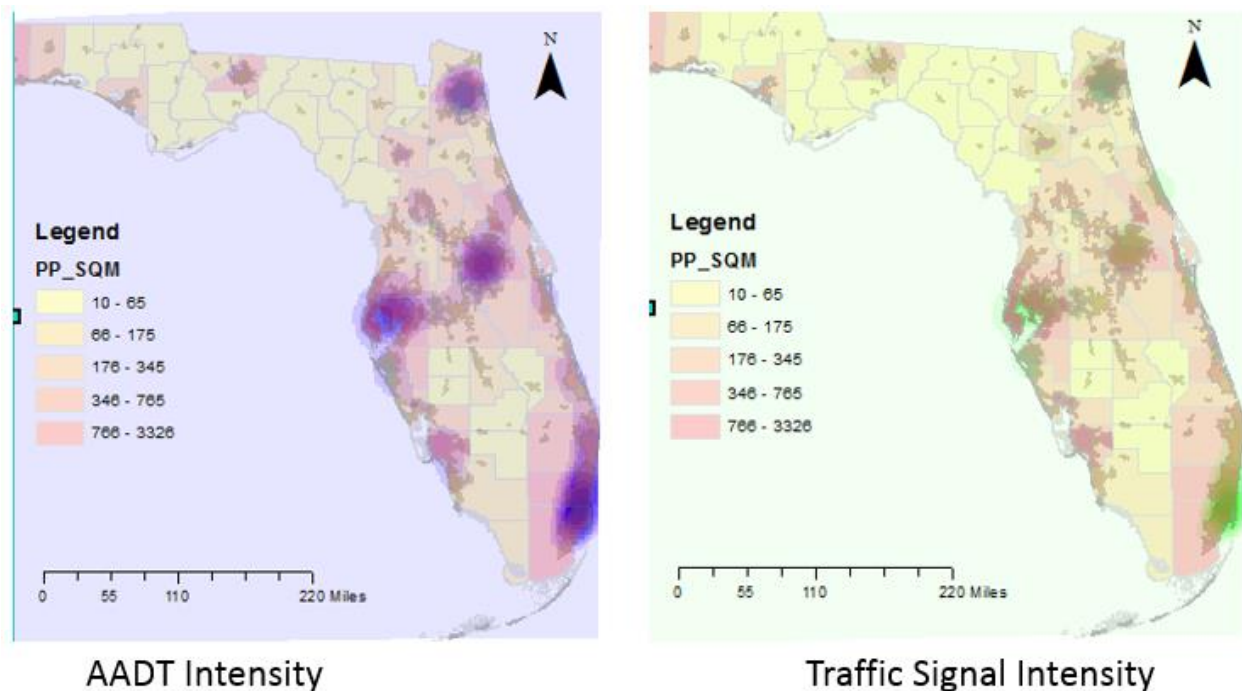 N
Legend
PP_SQM
10 - 65
66 - 175
176 - 345
346 - 765
766 - 3326
0 55 110 220 Miles
AADT Intensity
N
Legend
PP_SQM
10 - 65
66 - 175
176 - 345
346 - 765
766 - 3326
0 55 110 220 Miles
Traffic Signal Intensity